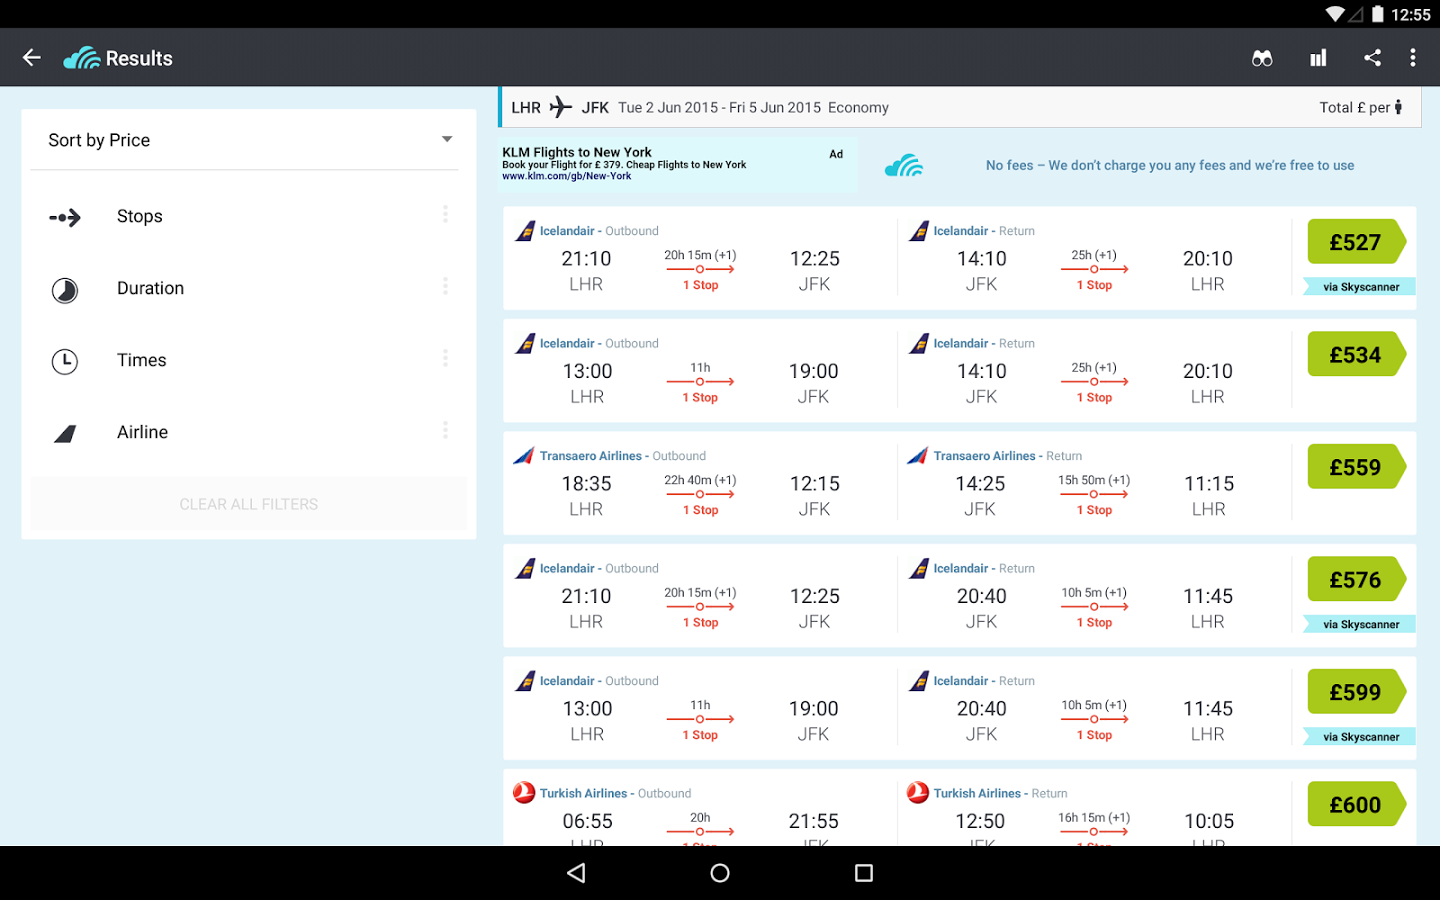 12:55
Results
Sort by Price
Stops
Duration
Times
Airline
CLEAR ALL FILTERS
LHR JFK Tue 2 Jun 2015 - Fri 5 Jun 2015 Economy Total £ per
KLM Flights to New York Ad
Book your Flight for £ 379. Cheap Flights to New York
www.klm.com/gb/New-York
No fees – We don't charge you any fees and we're free to use
Icelandair - Outbound Icelandair - Return
21:10 20h 15m (+1) 12:25 14:10 25h (+1) 20:10 £527
LHR 1 Stop JFK JFK 1 Stop LHR via Skyscanner
Icelandair - Outbound Icelandair - Return
13:00 11h 19:00 14:10 25h (+1) 20:10 £534
LHR 1 Stop JFK JFK 1 Stop LHR
Transaero Airlines - Outbound Transaero Airlines - Return
18:35 22h 40m (+1) 12:15 14:25 15h 50m (+1) 11:15 £559
LHR 1 Stop JFK JFK 1 Stop LHR
Icelandair - Outbound Icelandair - Return
21:10 20h 15m (+1) 12:25 20:40 10h 5m (+1) 11:45 £576
LHR 1 Stop JFK JFK 1 Stop LHR via Skyscanner
Icelandair - Outbound Icelandair - Return
13:00 11h 19:00 20:40 10h 5m (+1) 11:45 £599
LHR 1 Stop JFK JFK 1 Stop LHR via Skyscanner
Turkish Airlines - Outbound Turkish Airlines - Return
06:55 20h 21:55 12:50 16h 15m (+1) 10:05 £600